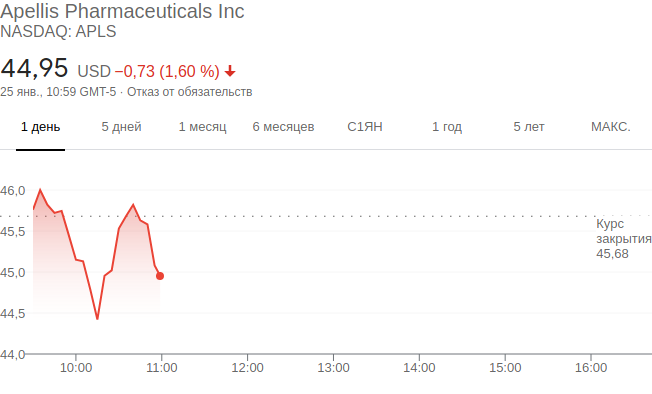 Apellis Pharmaceuticals Inc
NASDAQ: APLS
44,95 USD −0,73 (1,60 %)
25 янв., 10:59 GMT-5 · Отказ от обязательств
1 день 5 дней 1 месяц 6 месяцев С1ЯН 1 год 5 лет МАКС.
46,0
45,5
45,0
44,5
44,0
Курс
закрытия
45,68
10:00 11:00 12:00 13:00 14:00 15:00 16:00